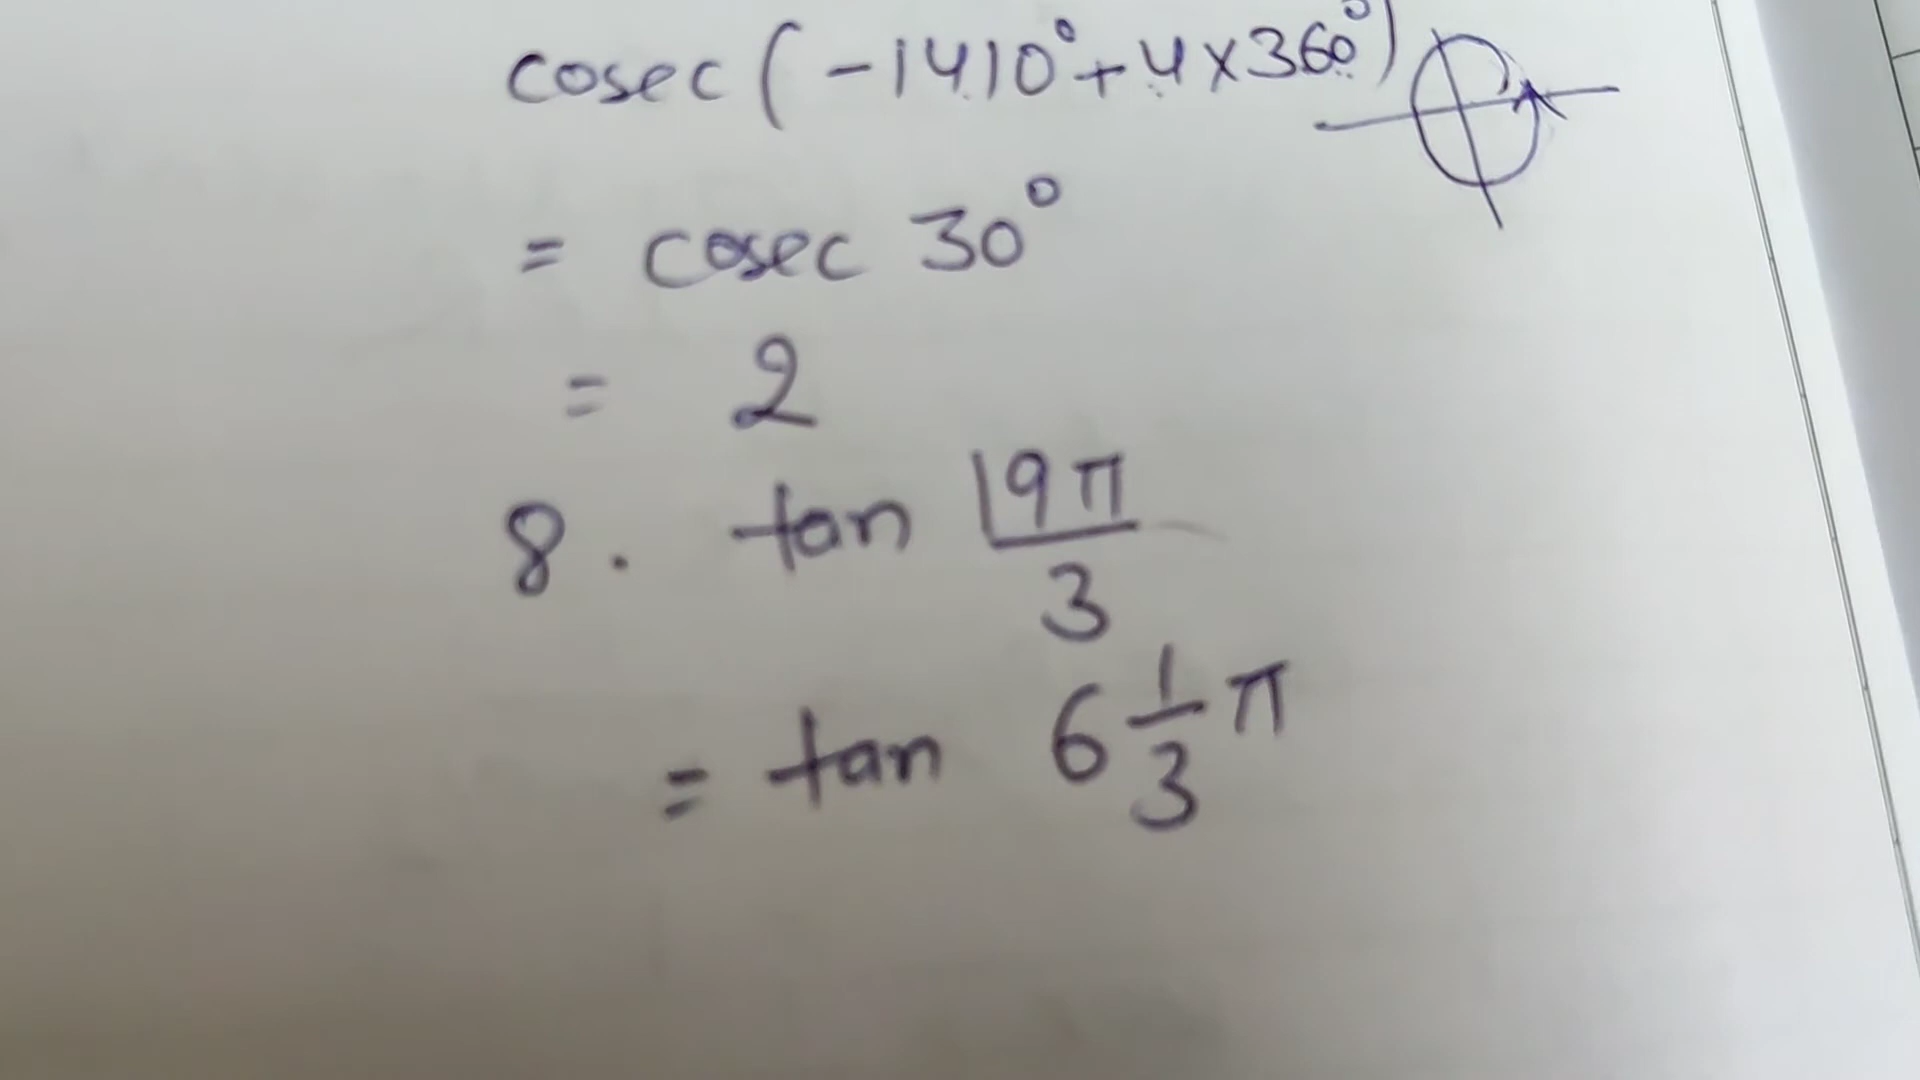 cosec (-1410°+4×360°)
= cosec 30°
= 2
8. tan 19π/3
= tan 6 1/3 π